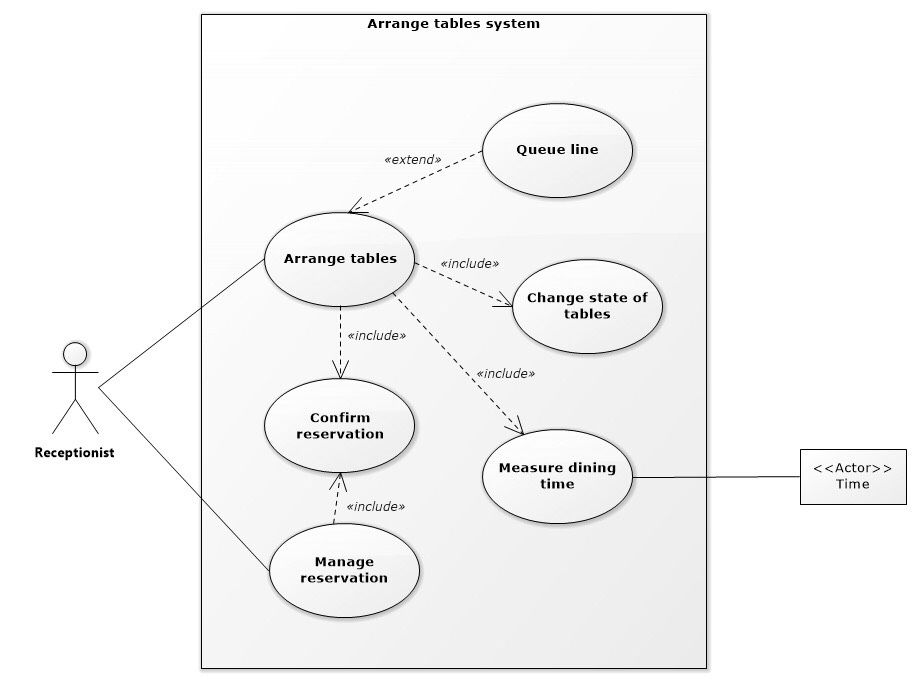 Arrange tables system
Queue line
«extend»
Arrange tables
«include»
Change state of
tables
«include»
«include»
Confirm
reservation
Receptionist
Measure dining
time
<<Actor>>
Time
«include»
Manage
reservation